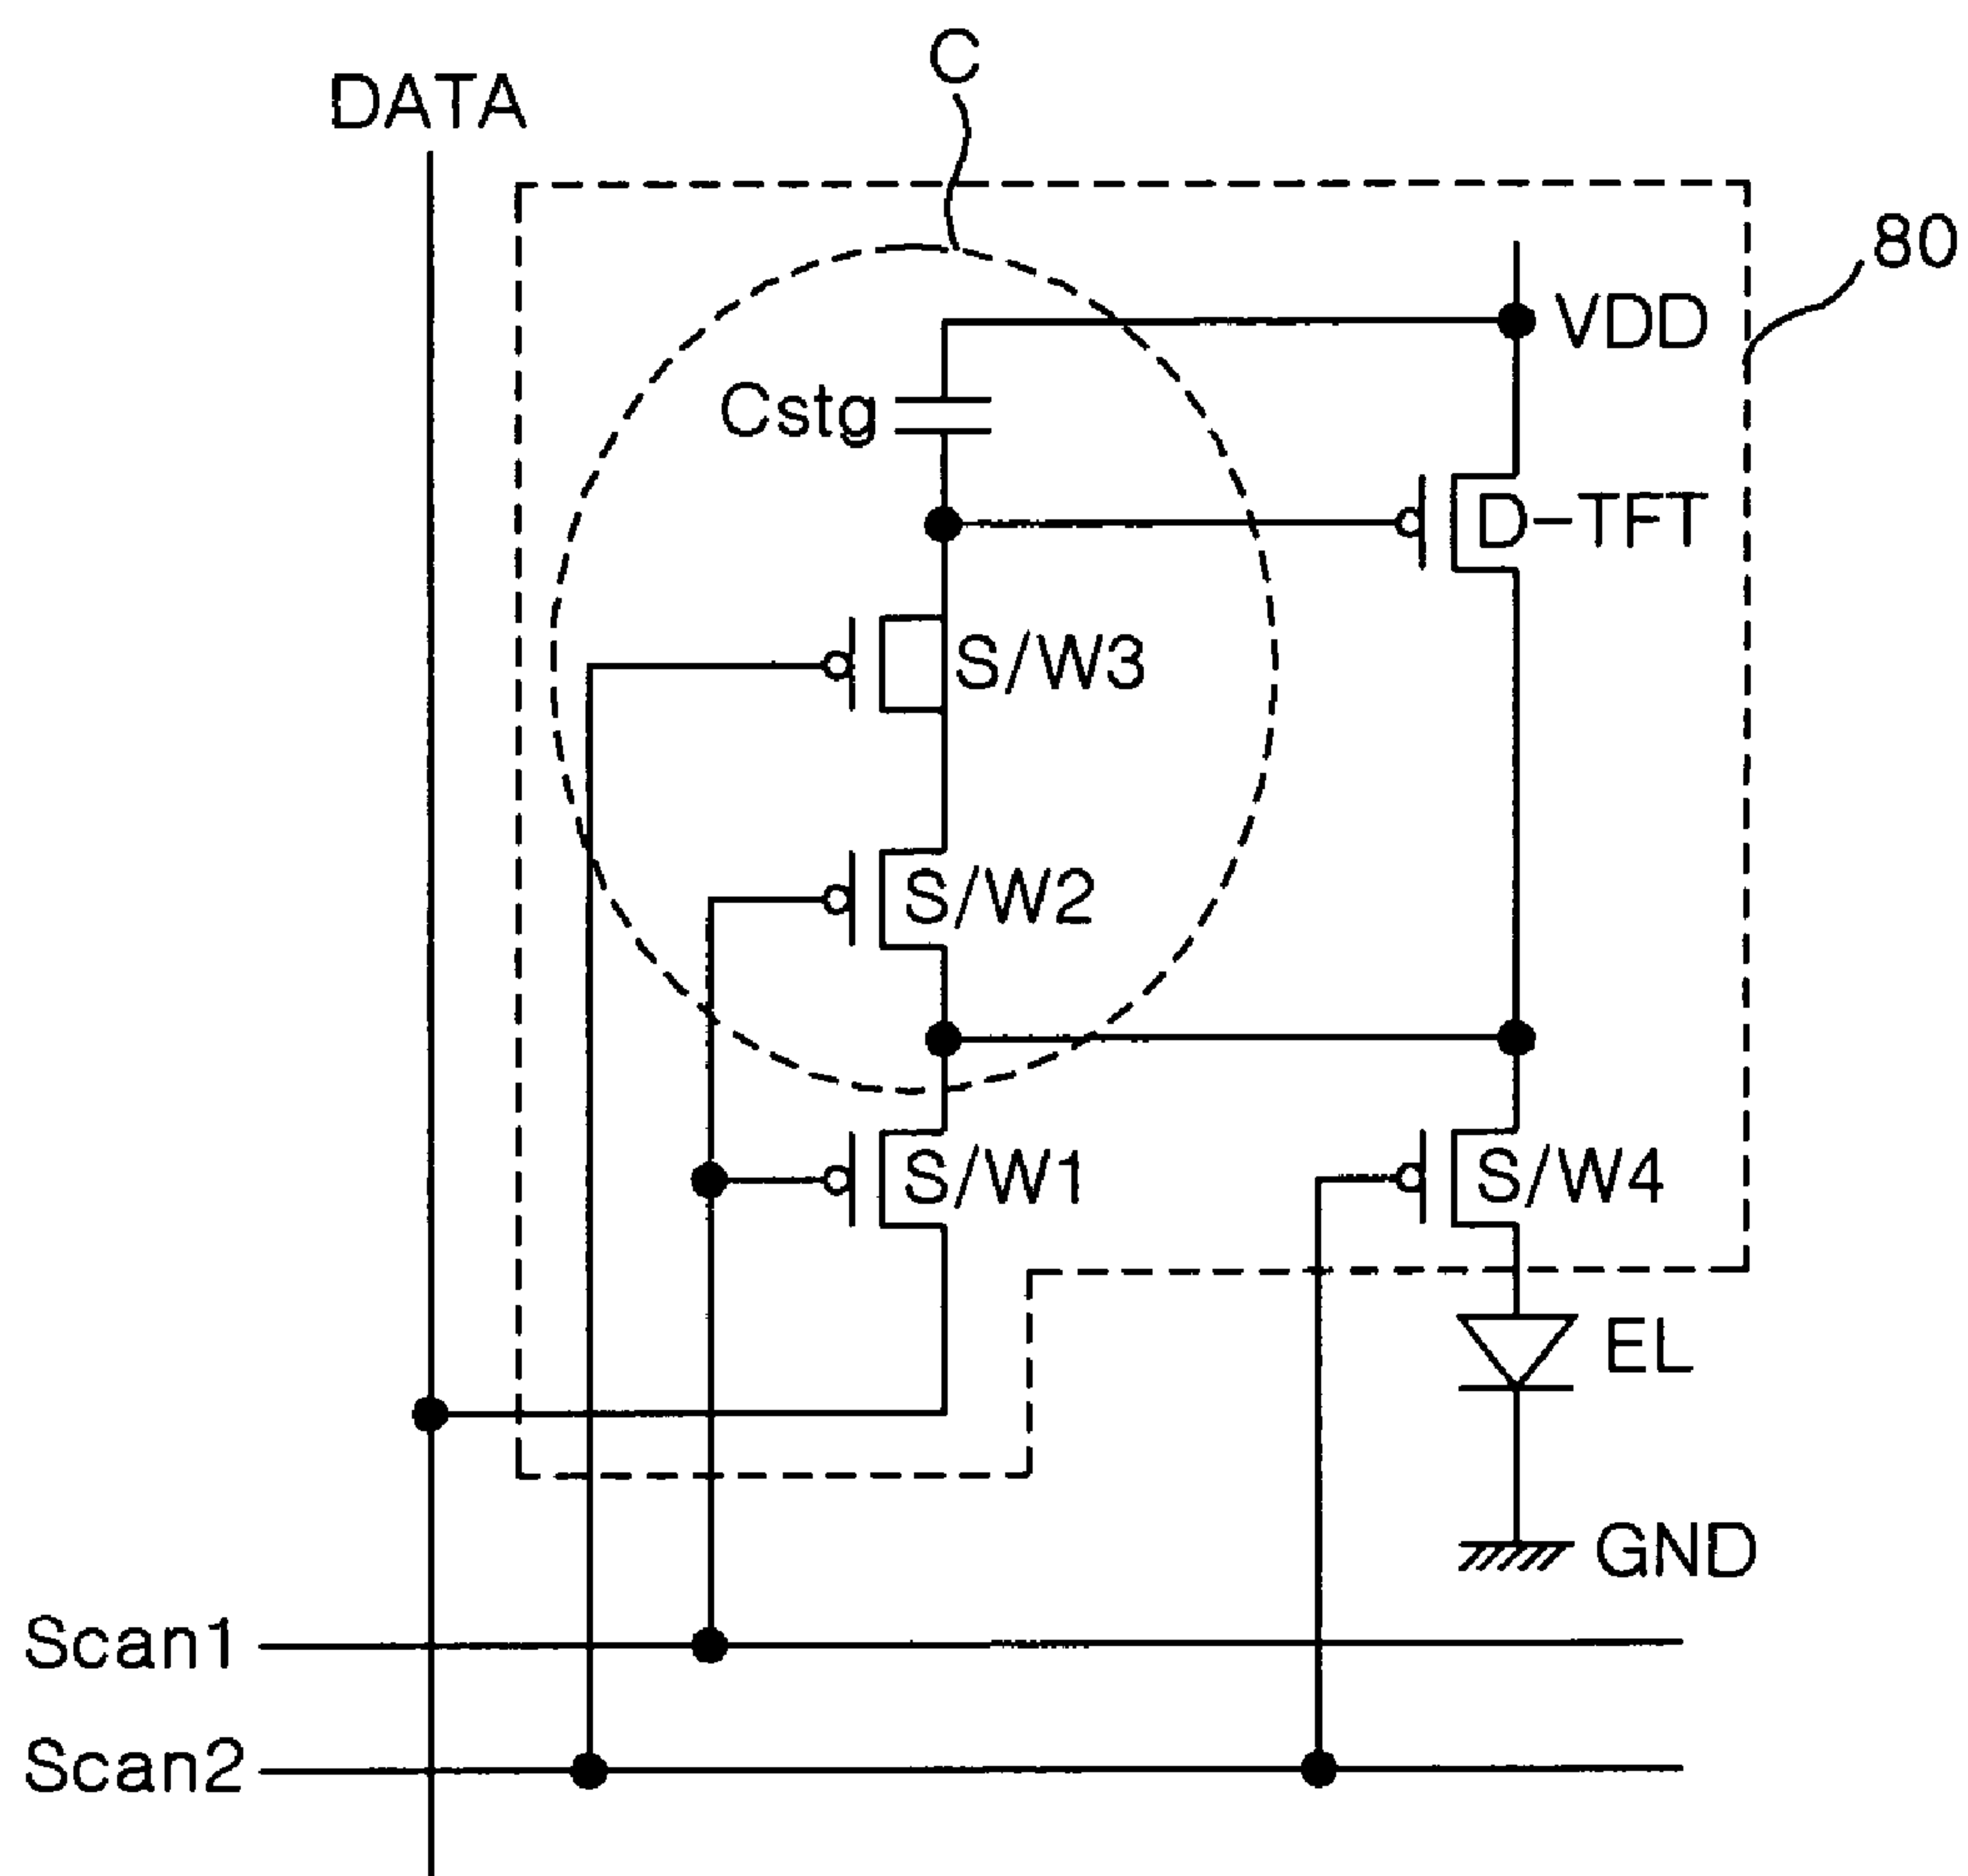 C
DATA
80
VDD
Cstg
D-TFT
S/W3
S/W2
S/W1
S/W4
EL
GND
Scan1
Scan2